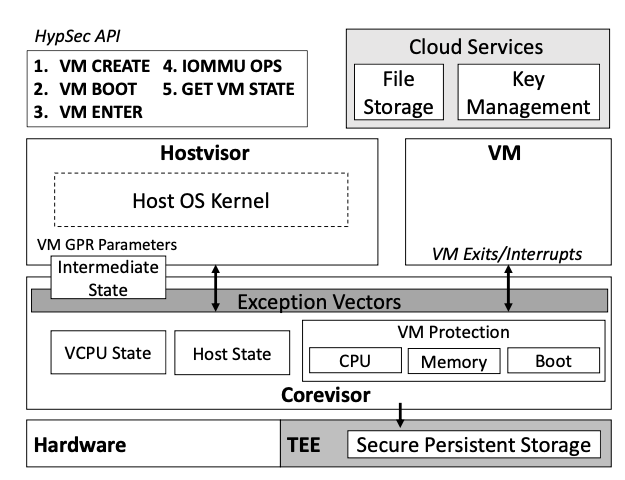 HypSec API
1. VM CREATE 4. IOMMU OPS
2. VM BOOT 5. GET VM STATE
3. VM ENTER
Cloud Services
File
Storage
Key
Management
Hostvisor
Host OS Kernel
VM
VM GPR Parameters
VM Exits/Interrupts
Intermediate
State
Exception Vectors
VCPU State
Host State
VM Protection
CPU
Memory
Boot
Corevisor
Hardware
TEE
Secure Persistent Storage